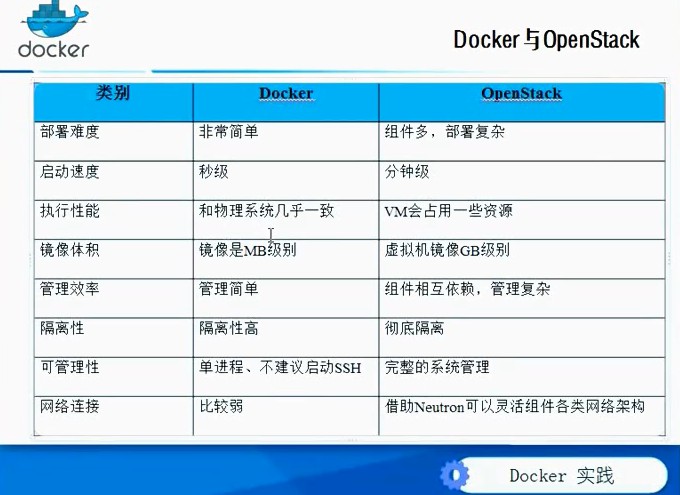 docker
Docker与OpenStack
类别 Docker OpenStack
部署难度 非常简单 组件多，部署复杂
启动速度 秒级 分钟级
执行性能 和物理系统几乎一致 VM会占用一些资源
镜像体积 镜像是MB级别 虚拟机镜像GB级别
管理效率 管理简单 组件相互依赖，管理复杂
隔离性 隔离性高 彻底隔离
可管理性 单进程、不建议启动SSH 完整的系统管理
网络连接 比较弱 借助Neutron可以灵活组件各类网络架构
Docker 实践